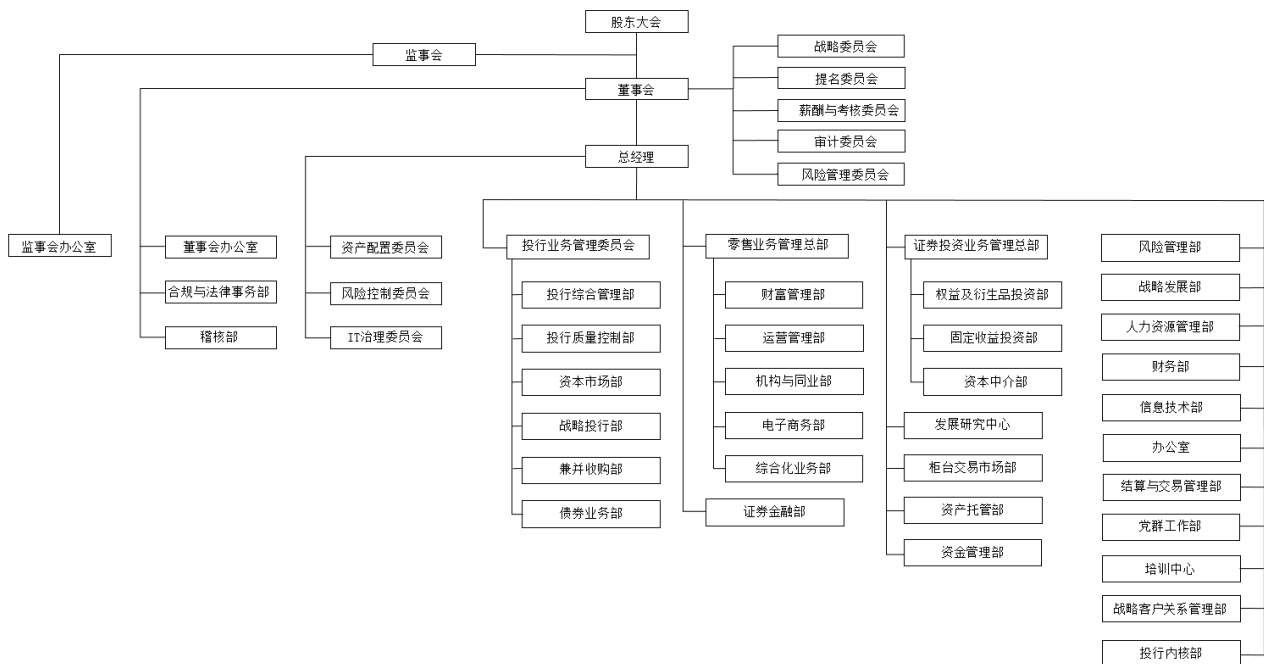 股东大会
监事会
董事会
战略委员会
提名委员会
薪酬与考核委员会
审计委员会
风险管理委员会
总经理
监事会办公室
董事会办公室
合规与法律事务部
稽核部
资产配置委员会
风险控制委员会
IT治理委员会
投行业务管理委员会
投行综合管理部
投行质量控制部
资本市场部
战略投行部
兼并收购部
债券业务部
零售业务管理总部
财富管理部
运营管理部
机构与同业部
电子商务部
综合化业务部
证券金融部
证券投资业务管理总部
权益及衍生品投资部
固定收益投资部
资本中介部
发展研究中心
柜台交易市场部
资产托管部
资金管理部
风险管理部
战略发展部
人力资源管理部
财务部
信息技术部
办公室
结算与交易管理部
党群工作部
培训中心
战略客户关系管理部
投行内核部